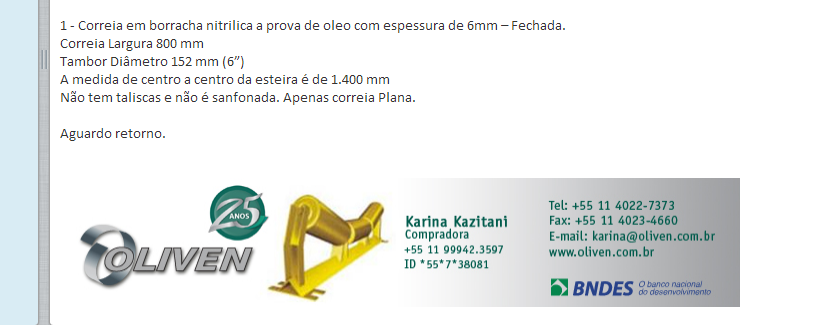 1 - Correia em borracha nitrilica a prova de oleo com espessura de 6mm – Fechada.
Correia Largura 800 mm
Tambor Diâmetro 152 mm (6”)
A medida de centro a centro da esteira é de 1.400 mm
Não tem taliscas e não é sanfonada. Apenas correia Plana.
Aguardo retorno.
25
ANOS
OLIVEN
Karina Kazitani
Compradora
+55 11 99942.3597
ID *55*7*38081
Tel: +55 11 4022-7373
Fax: +55 11 4023-4660
E-mail: karina@oliven.com.br
www.oliven.com.br
BNDES O banco nacional
do desenvolvimento